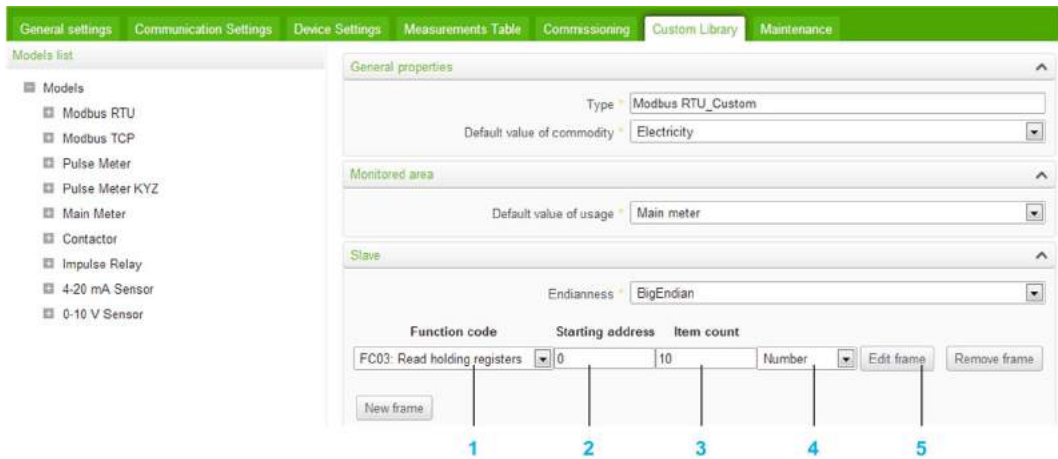 General settings Communication Settings Device Settings Measurements Table Commissioning Custom Library Maintenance
Models list
Models
Modbus RTU
Modbus TCP
Pulse Meter
Pulse Meter KYZ
Main Meter
Contactor
Impulse Relay
4-20 mA Sensor
0-10 V Sensor
General properties
Type * Modbus RTU_Custom
Default value of commodity * Electricity
Monitored area
Default value of usage * Main meter
Slave
Endianness * BigEndian
Function code Starting address Item count
FC03: Read holding registers 0 10 Number Edit frame Remove frame
New frame
1 2 3 4 5